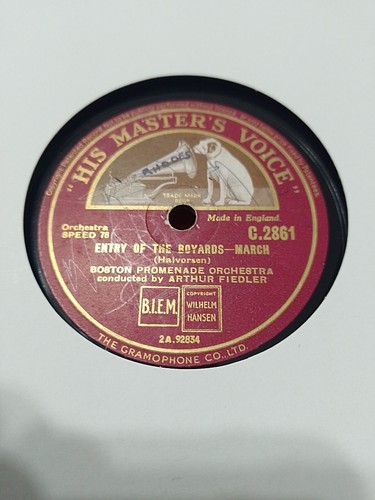 "HIS MASTER'S VOICE"
RHODES
TRADE MARK
Orchestra
SPEED 78
Made in England.
C.2861
ENTRY OF THE BOYARDS—MARCH
(Halvorsen)
BOSTON PROMENADE ORCHESTRA
conducted by ARTHUR FIEDLER
B.I.E.M.
COPYRIGHT
WILHELM
HANSEN
2A.92834
THE GRAMOPHONE CO., LTD.